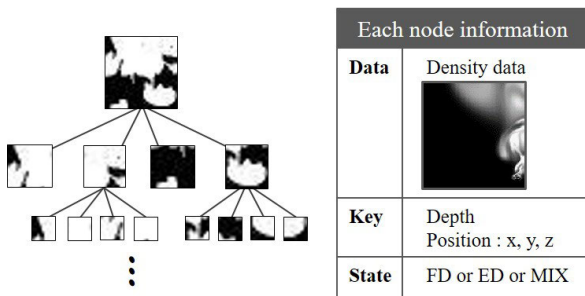 Each node information
Data Density data
Key Depth
Position : x, y, z
State FD or ED or MIX